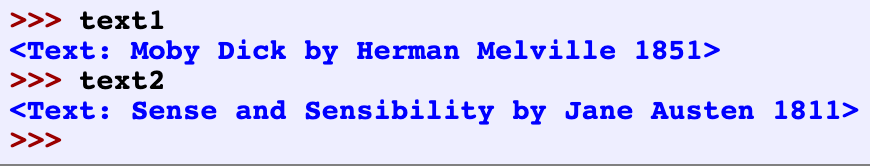 >>> text1
<Text: Moby Dick by Herman Melville 1851>
>>> text2
<Text: Sense and Sensibility by Jane Austen 1811>
>>>